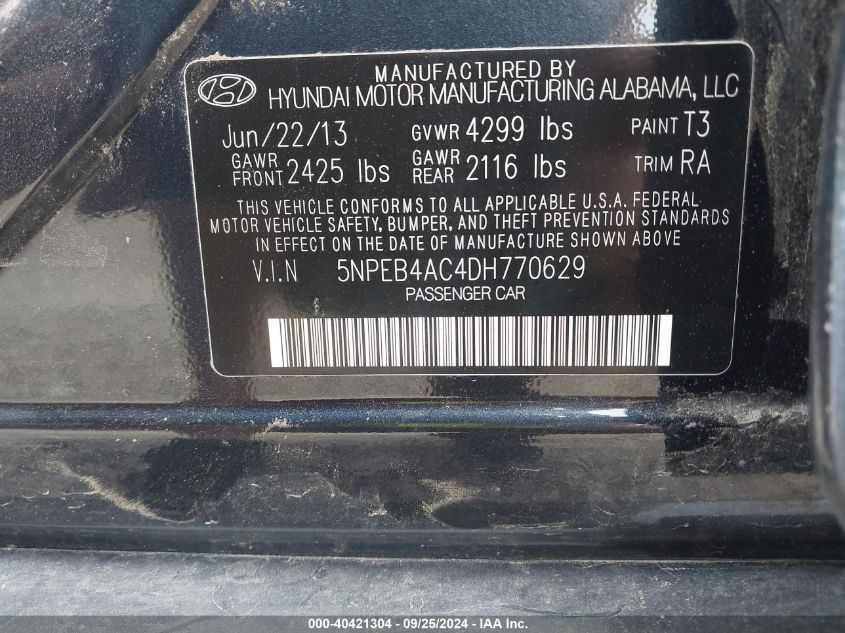 MANUFACTURED BY
HYUNDAI MOTOR MANUFACTURING ALABAMA, LLC
Jun/22/13 GVWR 4299 lbs PAINT T3
GAWR FRONT 2425 lbs GAWR REAR 2116 lbs TRIM RA
THIS VEHICLE CONFORMS TO ALL APPLICABLE U.S.A. FEDERAL
MOTOR VEHICLE SAFETY, BUMPER, AND THEFT PREVENTION STANDARDS
IN EFFECT ON THE DATE OF MANUFACTURE SHOWN ABOVE
V.I.N 5NPEB4AC4DH770629
PASSENGER CAR
000-40421304 - 09/25/2024 - IAA Inc.